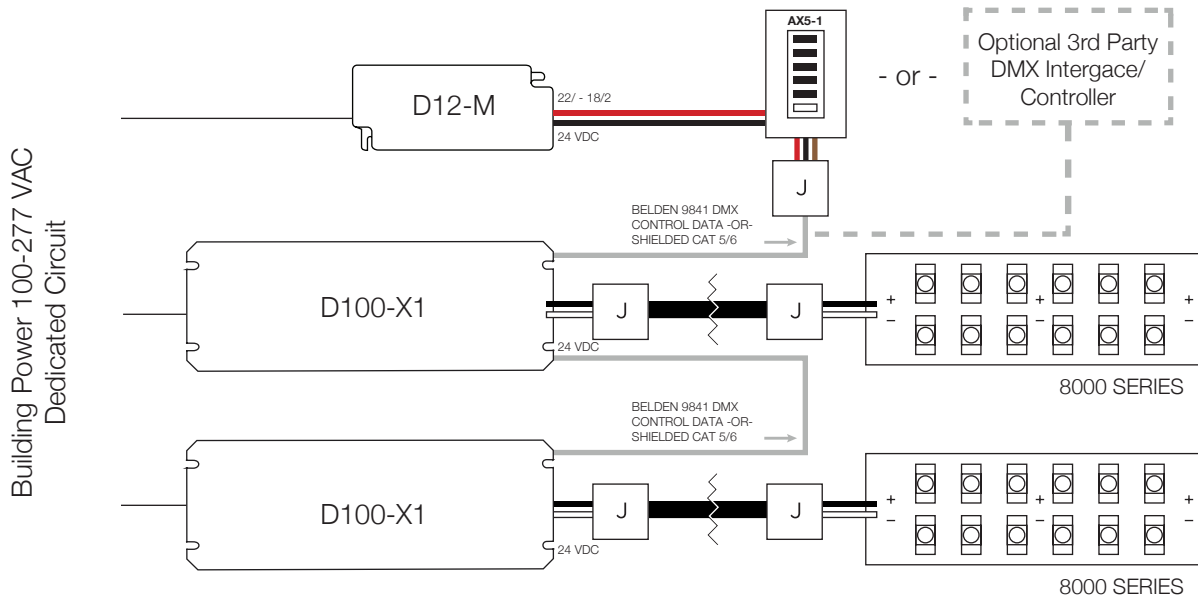 Building Power 100-277 VAC
Dedicated Circuit
AX5-1
- or -
Optional 3rd Party
DMX Intergace/
Controller
D12-M
22/ - 18/2
24 VDC
J
BELDEN 9841 DMX
CONTROL DATA -OR-
SHIELDED CAT 5/6
D100-X1
J
J
24 VDC
+
–
+
–
+
–
8000 SERIES
BELDEN 9841 DMX
CONTROL DATA -OR-
SHIELDED CAT 5/6
D100-X1
J
J
24 VDC
+
–
+
–
+
–
8000 SERIES